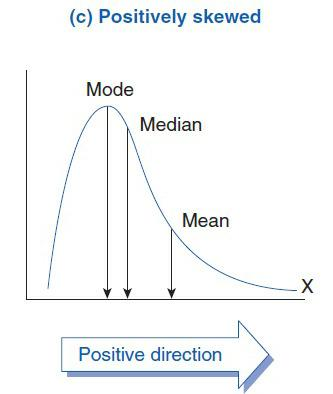 (c) Positively skewed
Mode
Median
Mean
X
Positive direction